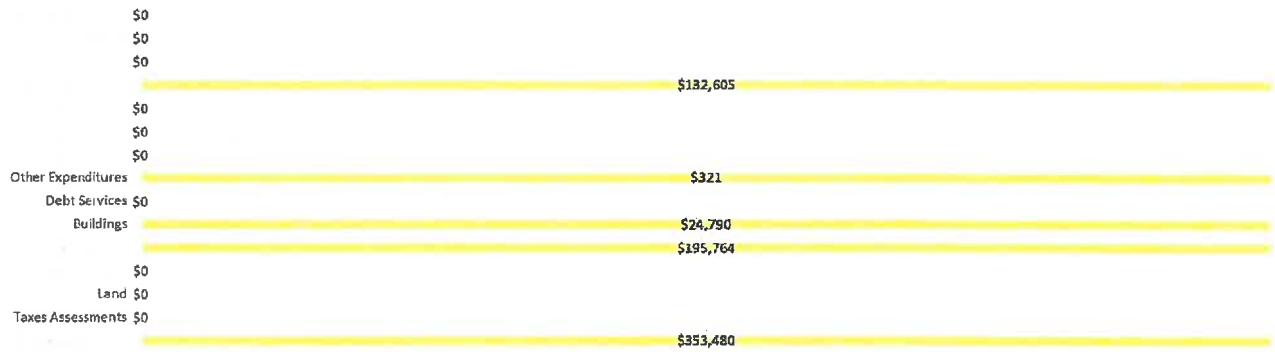 $0
$0
$0
$132,605
$0
$0
$0
Other Expenditures $321
Debt Services $0
Buildings $24,790
$195,764
$0
Land $0
Taxes Assessments $0
$353,480